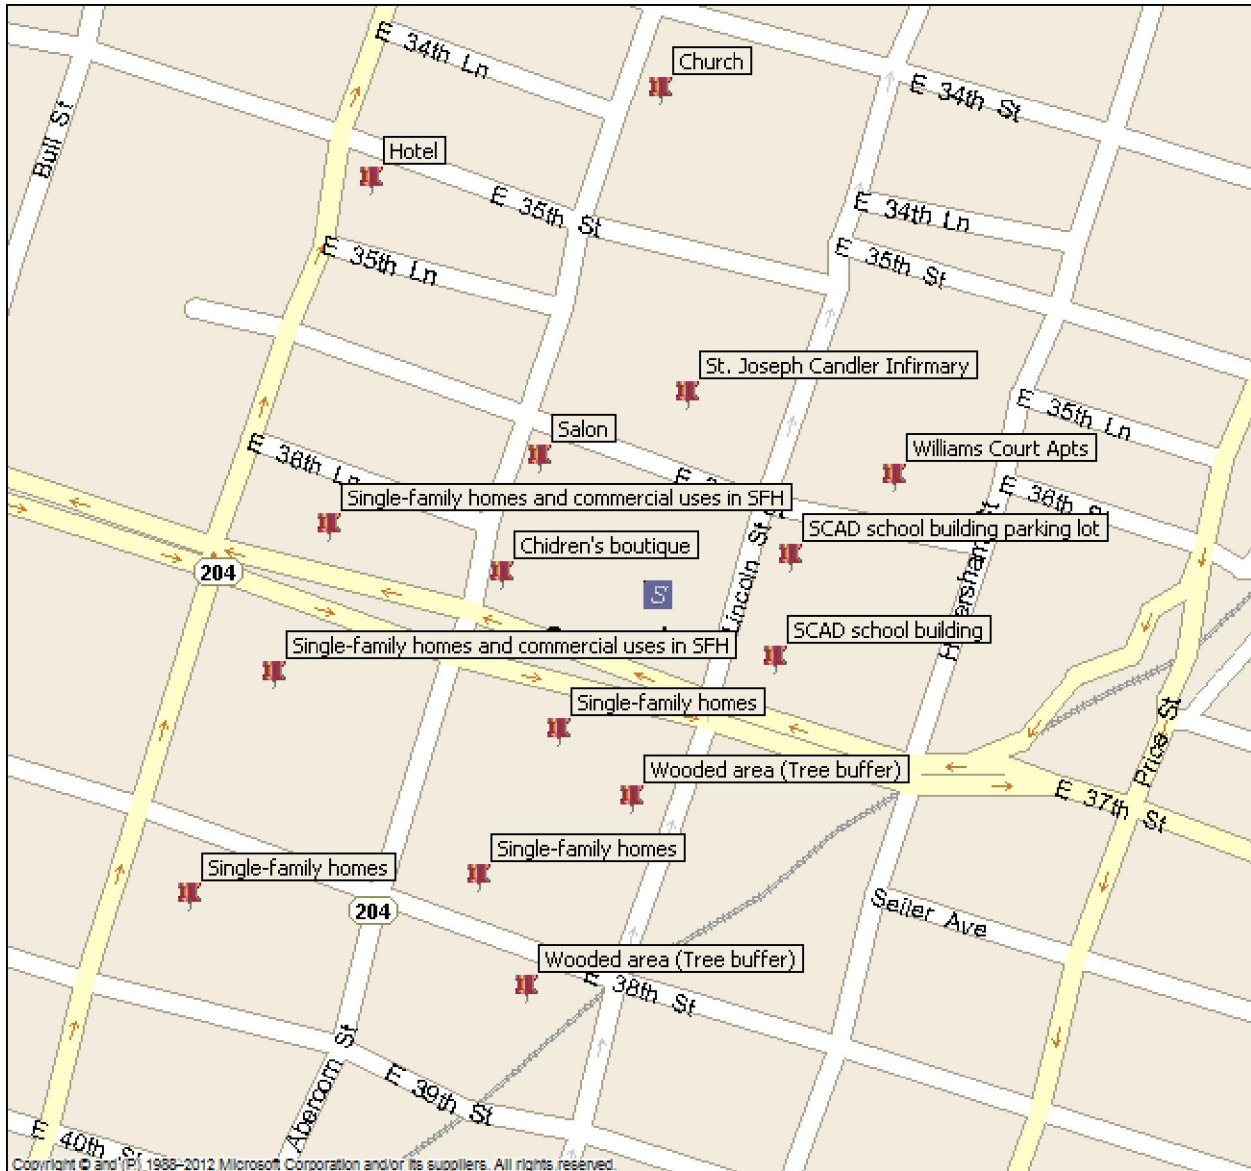 E 34th Ln
Church
E 34th St
Bull St
Hotel
E 35th St
E 34th Ln
E 35th Ln
E 35th St
St. Joseph Candler Infirmary
E 35th Ln
Salon
Williams Court Apts
E 36th Ln
E
Single-family homes and commercial uses in SFH
E 36th
SCAD school building parking lot
Chidren's boutique
204
S
Lincoln St
SCAD school building
Single-family homes and commercial uses in SFH
Single-family homes
Price St
Wooded area (Tree buffer)
E 37th St
Single-family homes
Single-family homes
204
Seiler Ave
Wooded area (Tree buffer)
E 38th St
Abercorn St
E 39th St
E 40th St
Copyright © and (P) 1988–2012 Microsoft Corporation and/or its suppliers. All rights reserved.